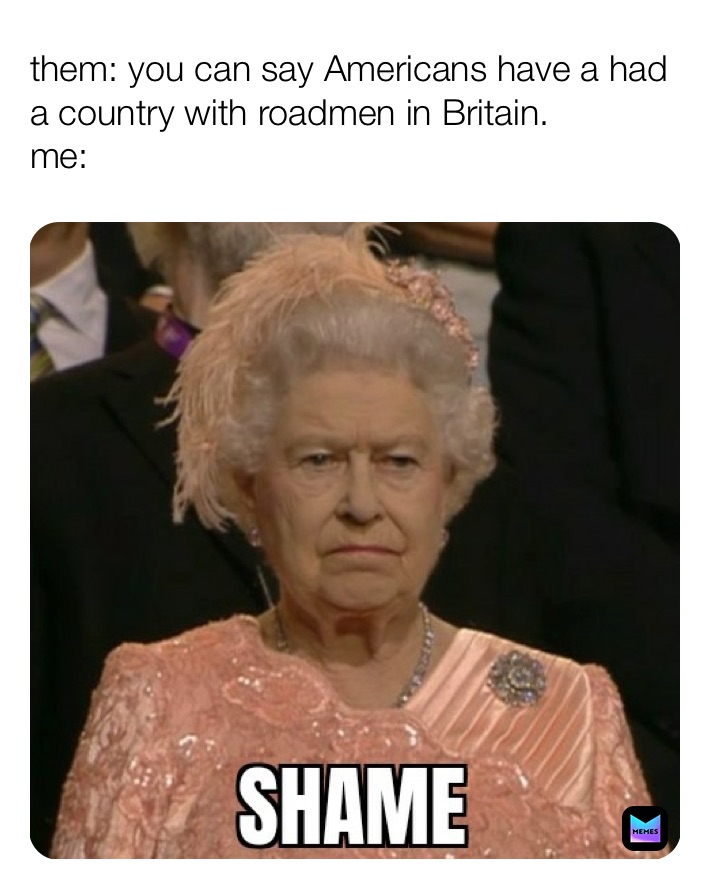 them: you can say Americans have a had
a country with roadmen in Britain.
me:
SHAME
MEMES